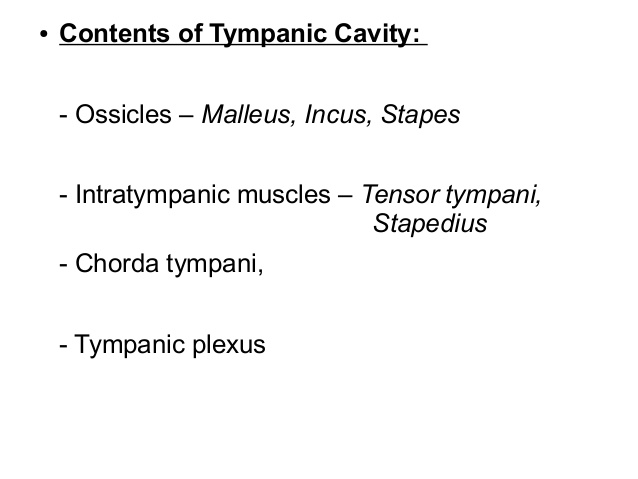 • Contents of Tympanic Cavity:
- Ossicles – Malleus, Incus, Stapes
- Intratympanic muscles – Tensor tympani,
Stapedius
- Chorda tympani,
- Tympanic plexus